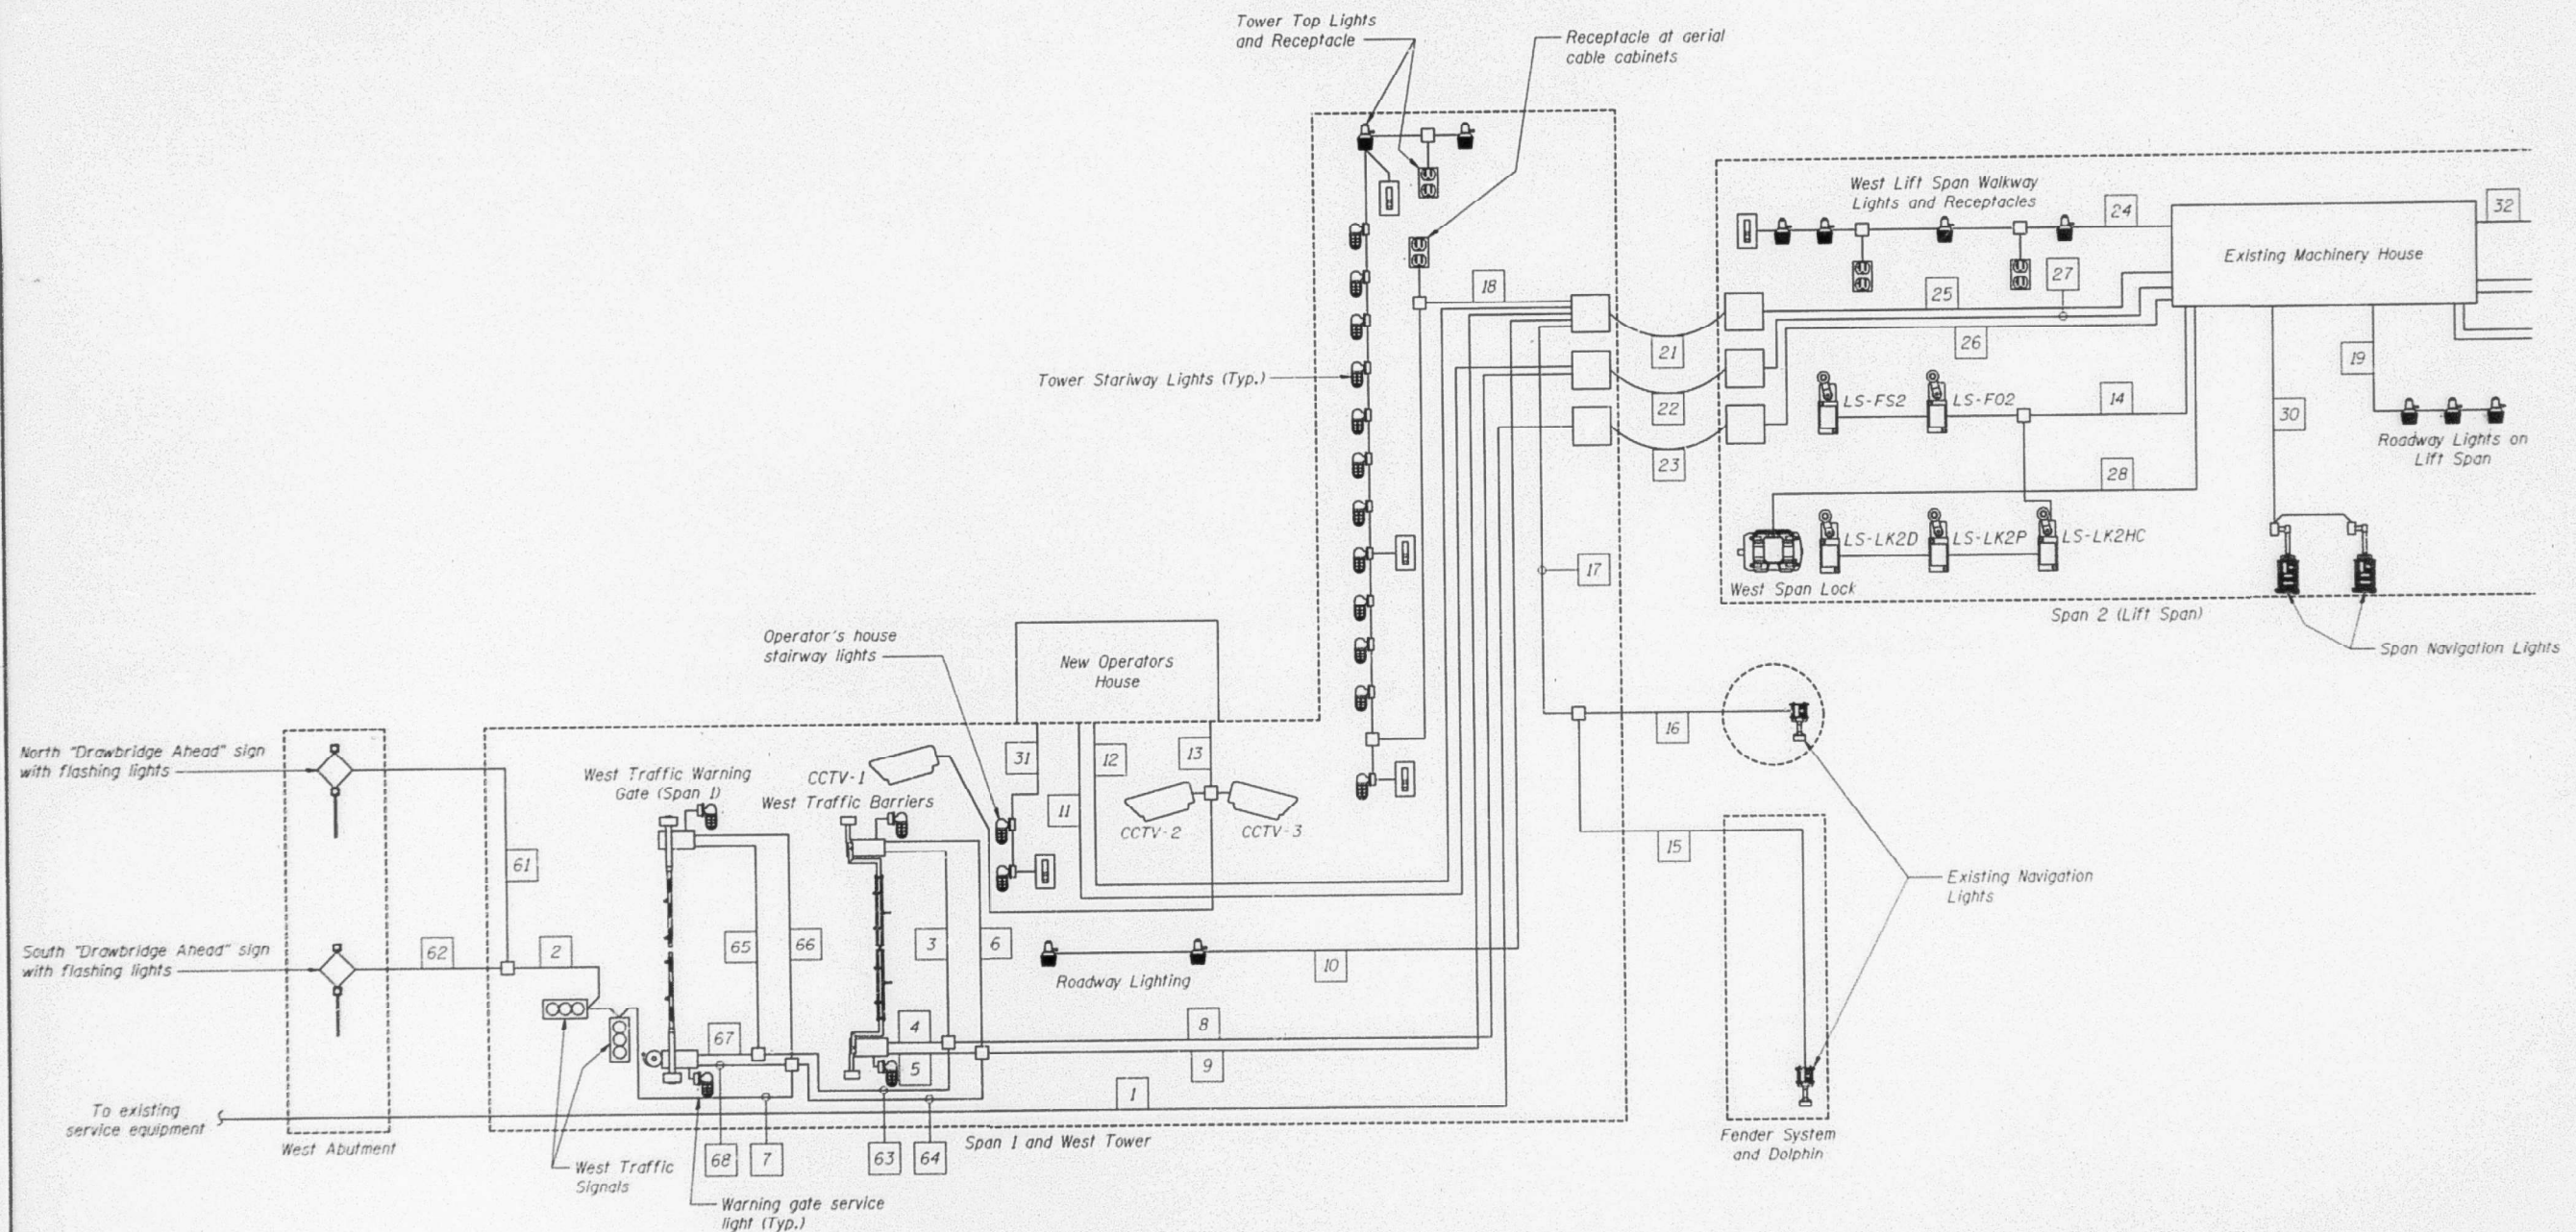 Tower Top Lights
and Receptacle
Receptacle at aerial
cable cabinets
West Lift Span Walkway
Lights and Receptacles
24
32
Existing Machinery House
27
18
25
21
26
19
Tower Stariway Lights (Typ.)
22
LS-FS2
LS-FO2
14
30
23
Roadway Lights on
Lift Span
28
LS-LK2D
LS-LK2P
LS-LK2HC
17
West Span Lock
Span 2 (Lift Span)
Span Navigation Lights
Operator's house
stairway lights
New Operators
House
16
North "Drawbridge Ahead" sign
with flashing lights
West Traffic Warning
Gate (Span 1)
CCTV-1
West Traffic Barriers
31
12
13
11
CCTV-2
CCTV-3
15
61
Existing Navigation
Lights
South "Drawbridge Ahead" sign
with flashing lights
62
2
65
66
3
6
Roadway Lighting
10
67
4
8
5
9
1
To existing
service equipment
West Abutment
Span 1 and West Tower
Fender System
and Dolphin
68
7
63
64
West Traffic
Signals
Warning gate service
light (Typ.)